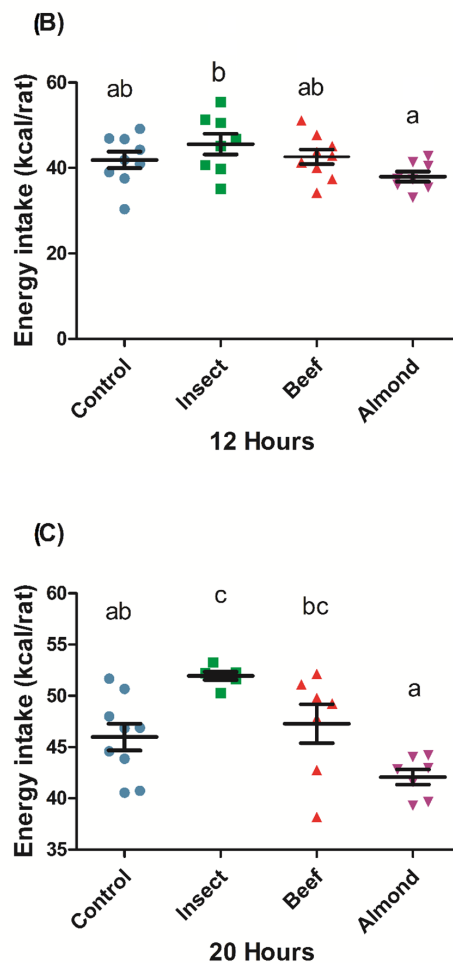 (B)
Energy intake (kcal/rat)
60
40
20
0
ab
b
ab
a
Control
Insect
Beef
Almond
12 Hours
(C)
Energy intake (kcal/rat)
60
55
50
45
40
35
ab
c
bc
a
Control
Insect
Beef
Almond
20 Hours